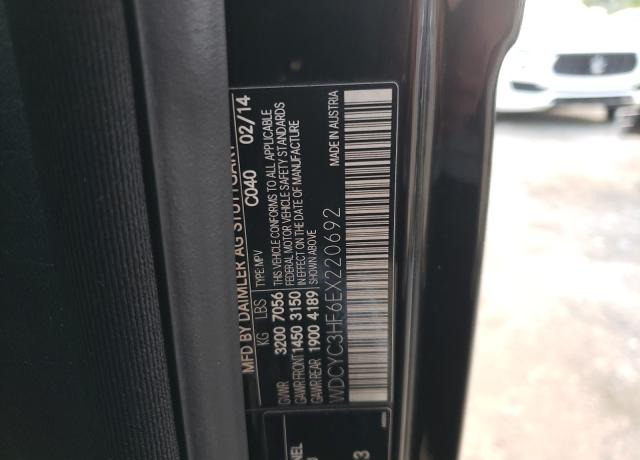 MFD BY DAIMLER AG STUTTGART
C040 02/14
KG LBS TYPE: MPV
GVWR 3200 7056 THIS VEHICLE CONFORMS TO ALL APPLICABLE
GAWR FRONT 1450 3150 FEDERAL MOTOR VEHICLE SAFETY STANDARDS
GAWR REAR 1900 4189 IN EFFECT ON THE DATE OF MANUFACTURE
SHOWN ABOVE
WDCYC3HF6EX220692
MADE IN AUSTRIA